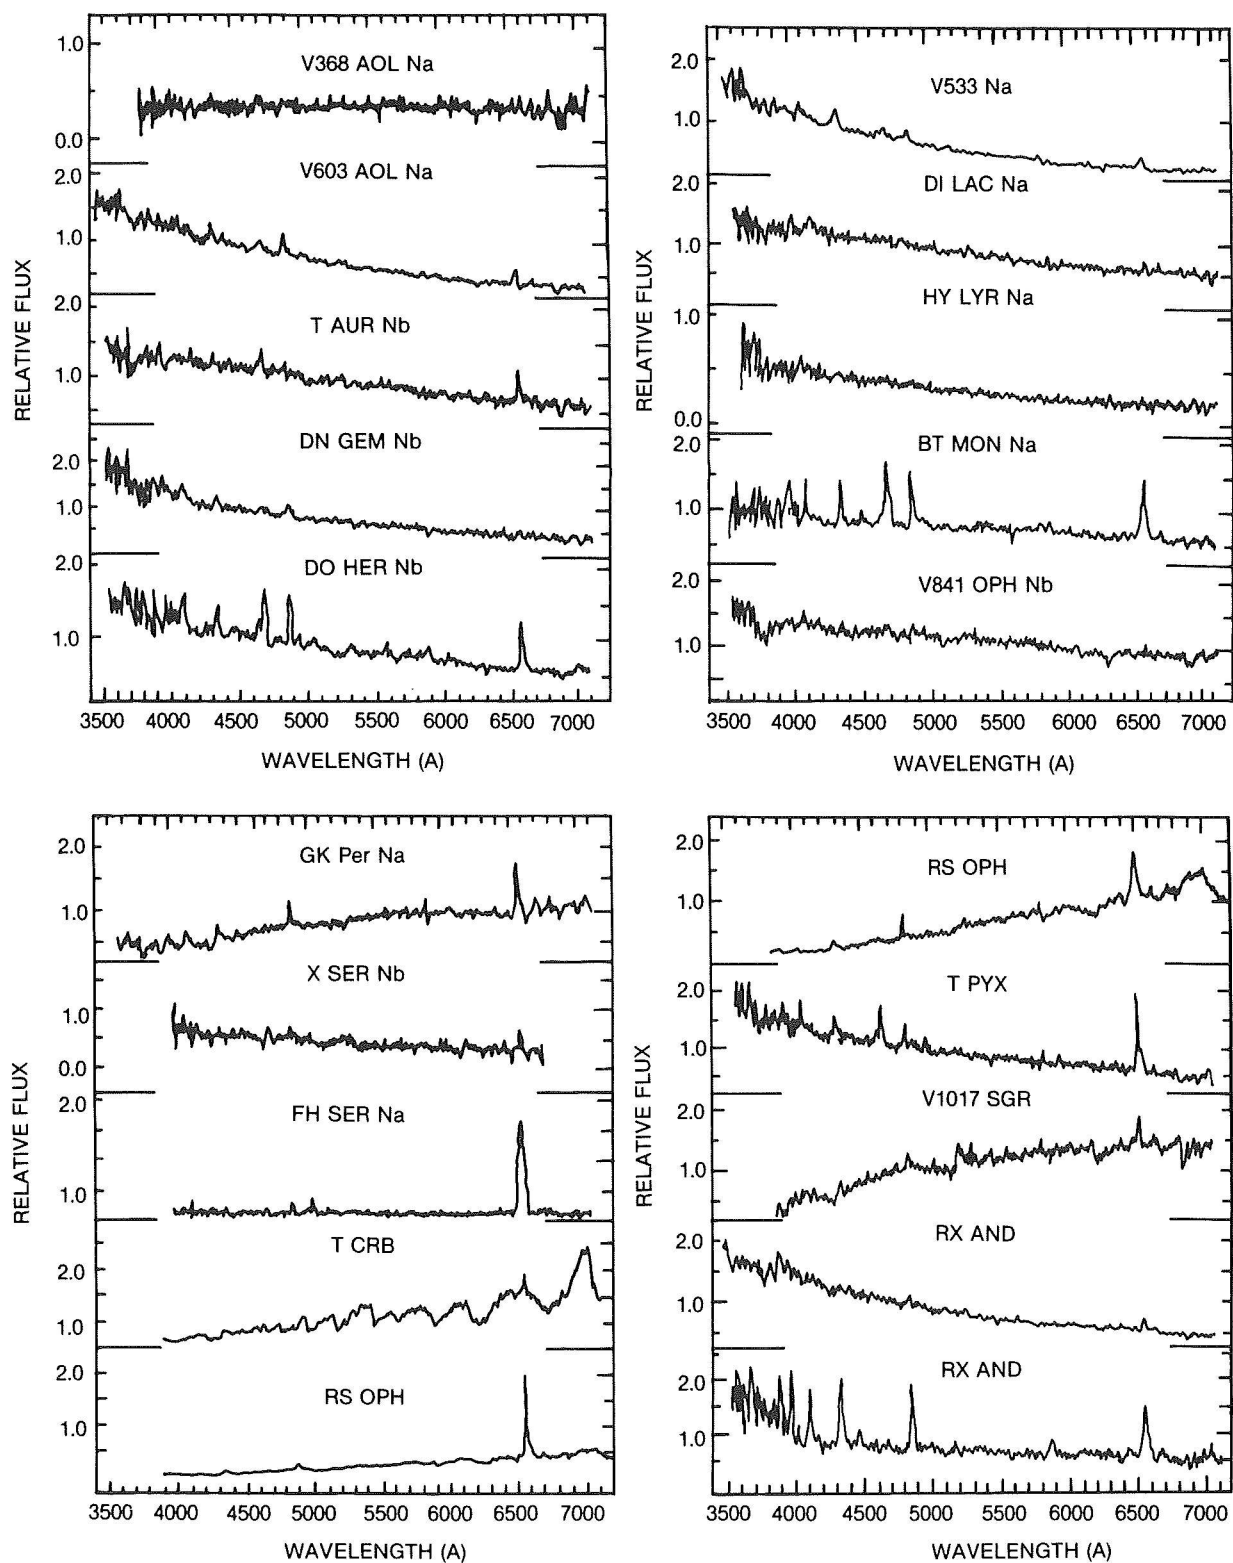 RELATIVE FLUX
1.0
V368 AOL Na
0.0
2.0
V603 AOL Na
1.0
2.0
T AUR Nb
1.0
DN GEM Nb
2.0
1.0
DO HER Nb
2.0
1.0
3500 4000 4500 5000 5500 6000 6500 7000
WAVELENGTH (A)
RELATIVE FLUX
2.0
V533 Na
1.0
2.0
DI LAC Na
1.0
HY LYR Na
1.0
0.0
BT MON Na
2.0
1.0
V841 OPH Nb
2.0
1.0
3500 4000 5000 6000 6500 7000
WAVELENGTH (A)
RELATIVE FLUX
2.0
GK Per Na
1.0
X SER Nb
1.0
0.0
2.0
FH SER Na
1.0
T CRB
2.0
1.0
RS OPH
2.0
1.0
3500 4000 4500 5000 5500 6000 6500 7000
WAVELENGTH (A)
RELATIVE FLUX
2.0
RS OPH
1.0
T PYX
2.0
1.0
V1017 SGR
2.0
1.0
RX AND
2.0
1.0
RX AND
2.0
1.0
3500 4000 4500 5000 5500 6000 6500 7000
WAVELENGTH (A)